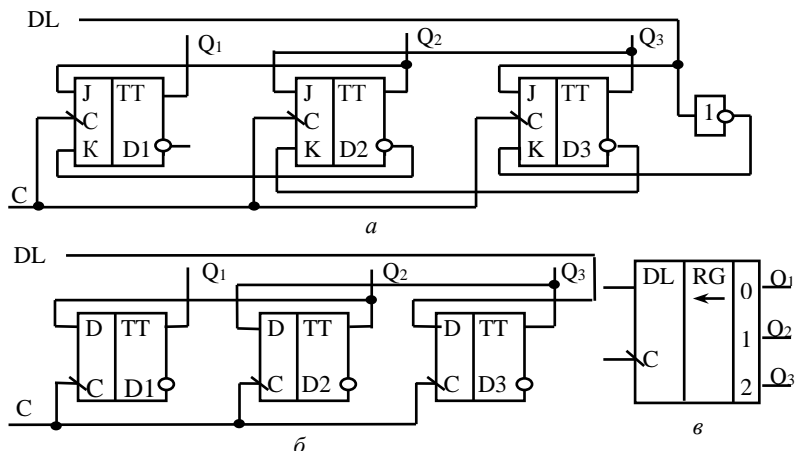 DL
Q1 Q2 Q3
J TT J TT J TT
C C C 1
K D1 K D2 K D3
C
а
DL
Q1 Q2 Q3 DL RG 0 Q1
D TT D TT D TT 1 Q2
C D1 C D2 C D3 C 2 Q3
C
б в